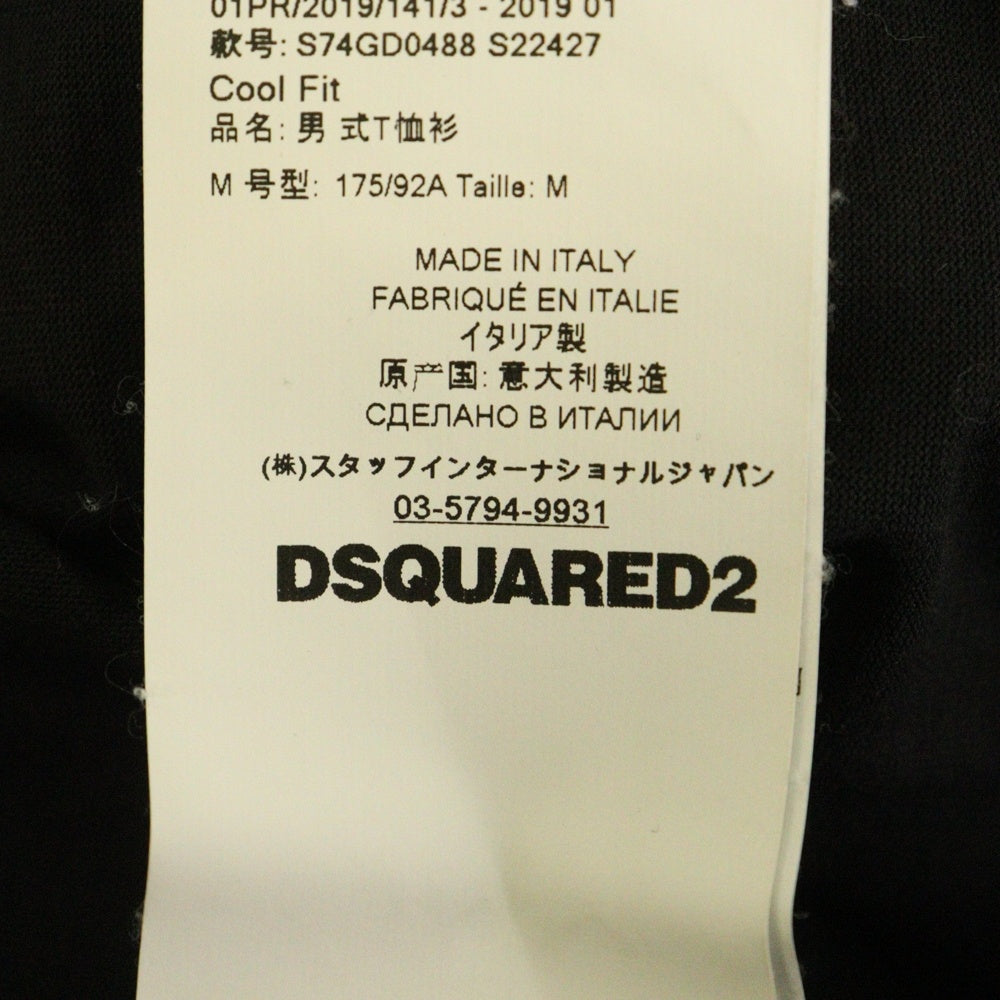 01PR/2019/141/3 - 2019 01
款号: S74GD0488 S22427
Cool Fit
品名: 男 式T恤衫
M 号型: 175/92A Taille: M
MADE IN ITALY
FABRIQUÉ EN ITALIE
イタリア製
原产国: 意大利製造
СДЕЛАНО В ИТАЛИИ
(株)スタッフインターナショナルジャパン
03-5794-9931
DSQUARED2